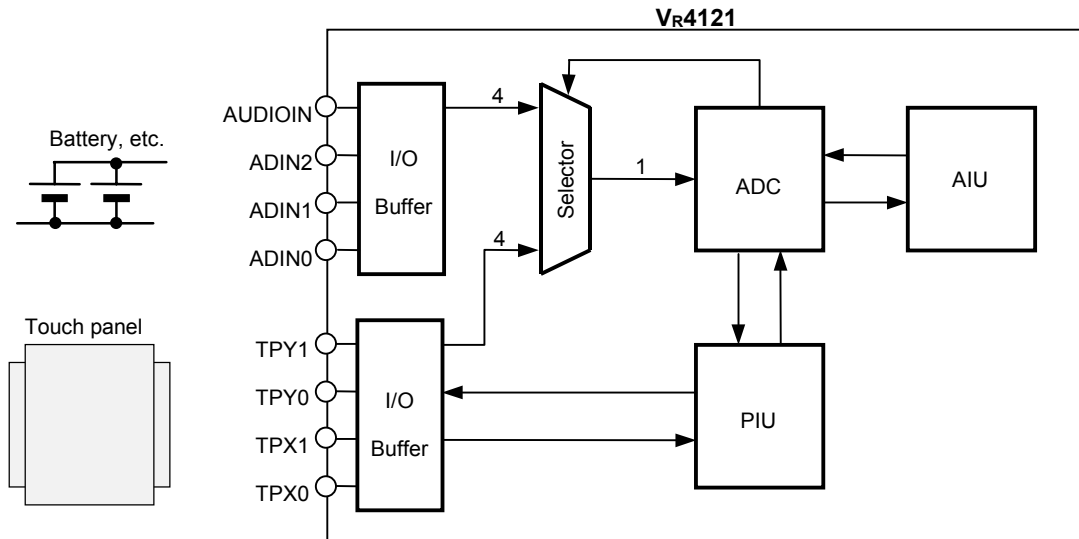 VR4121
AUDIOIN
ADIN2
ADIN1
ADIN0
I/O
Buffer
4
4
Selector
1
ADC
AIU
Battery, etc.
Touch panel
TPY1
TPY0
TPX1
TPX0
I/O
Buffer
PIU